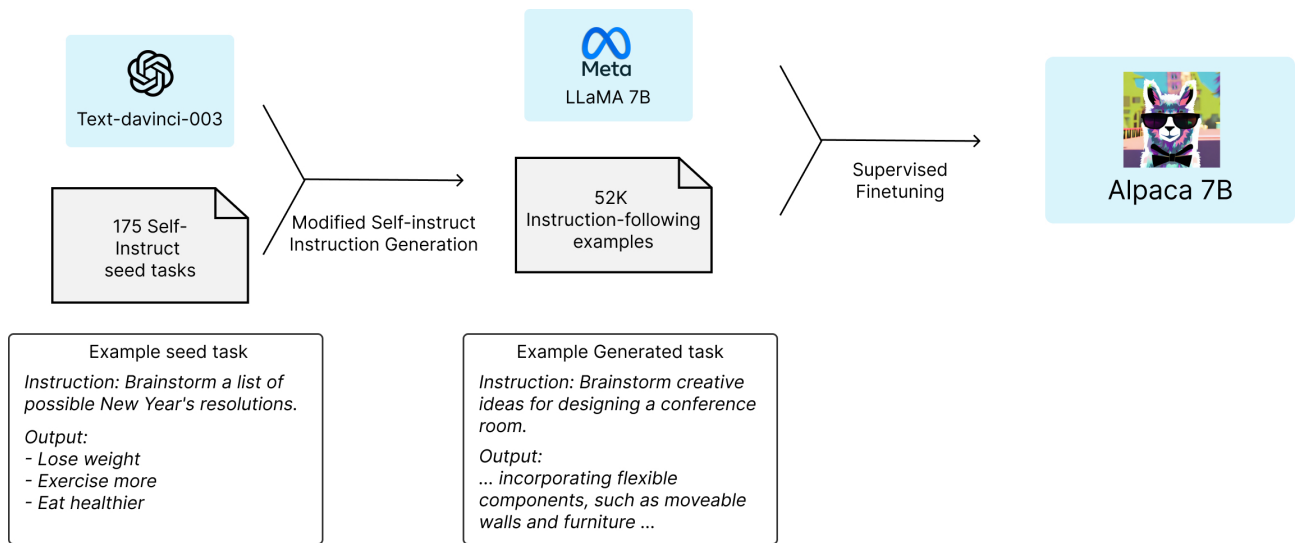 Text-davinci-003
175 Self-
Instruct
seed tasks
Modified Self-instruct
Instruction Generation
Meta
LLaMA 7B
52K
Instruction-following
examples
Supervised
Finetuning
Alpaca 7B
Example seed task
Instruction: Brainstorm a list of
possible New Year's resolutions.
Output:
- Lose weight
- Exercise more
- Eat healthier
Example Generated task
Instruction: Brainstorm creative
ideas for designing a conference
room.
Output:
... incorporating flexible
components, such as moveable
walls and furniture ...